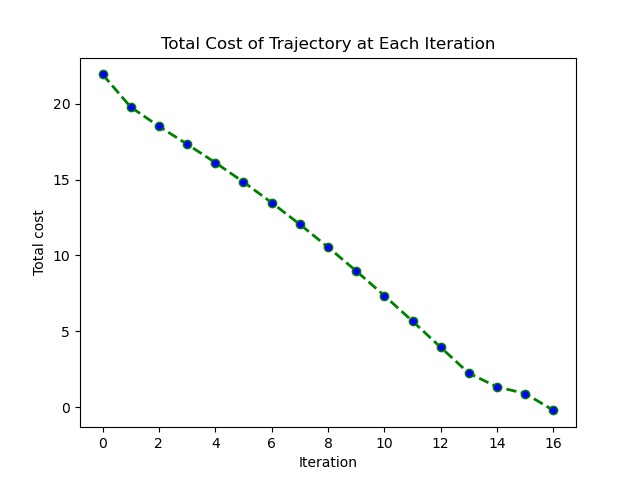 Total Cost of Trajectory at Each Iteration
20
15
10
5
0
Total cost
0 2 4 6 8 10 12 14 16
Iteration